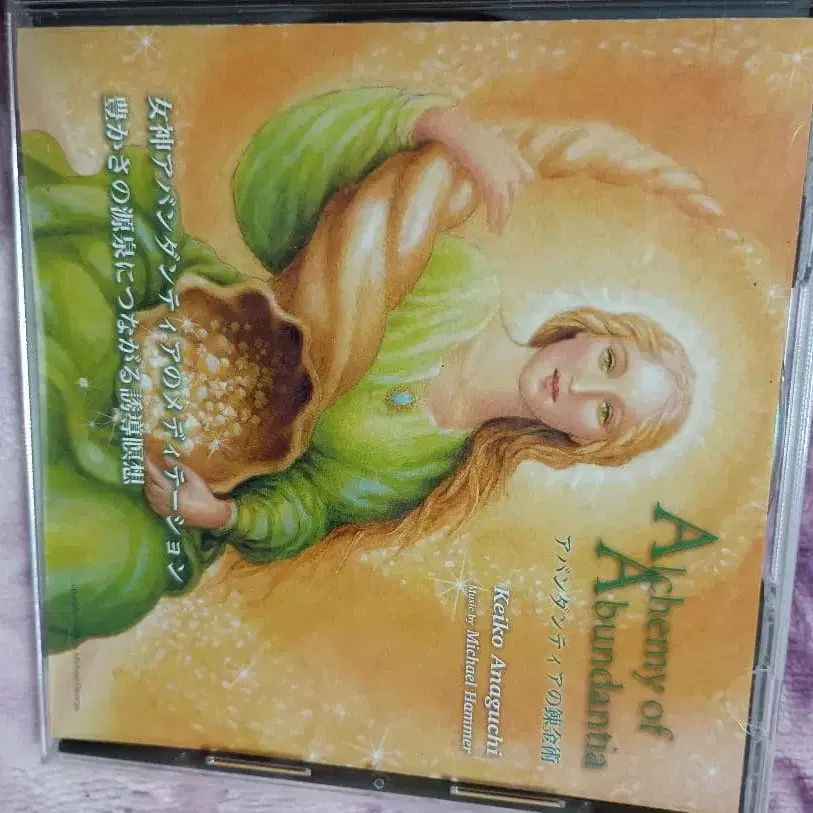 Alchemy of
Abundantia
アバンダンティアの錬金術
Keiko Anaguchi
Music by Michael Hammer
女神アバンダンティアのメディテーション
豊かさの源泉につながる誘導瞑想